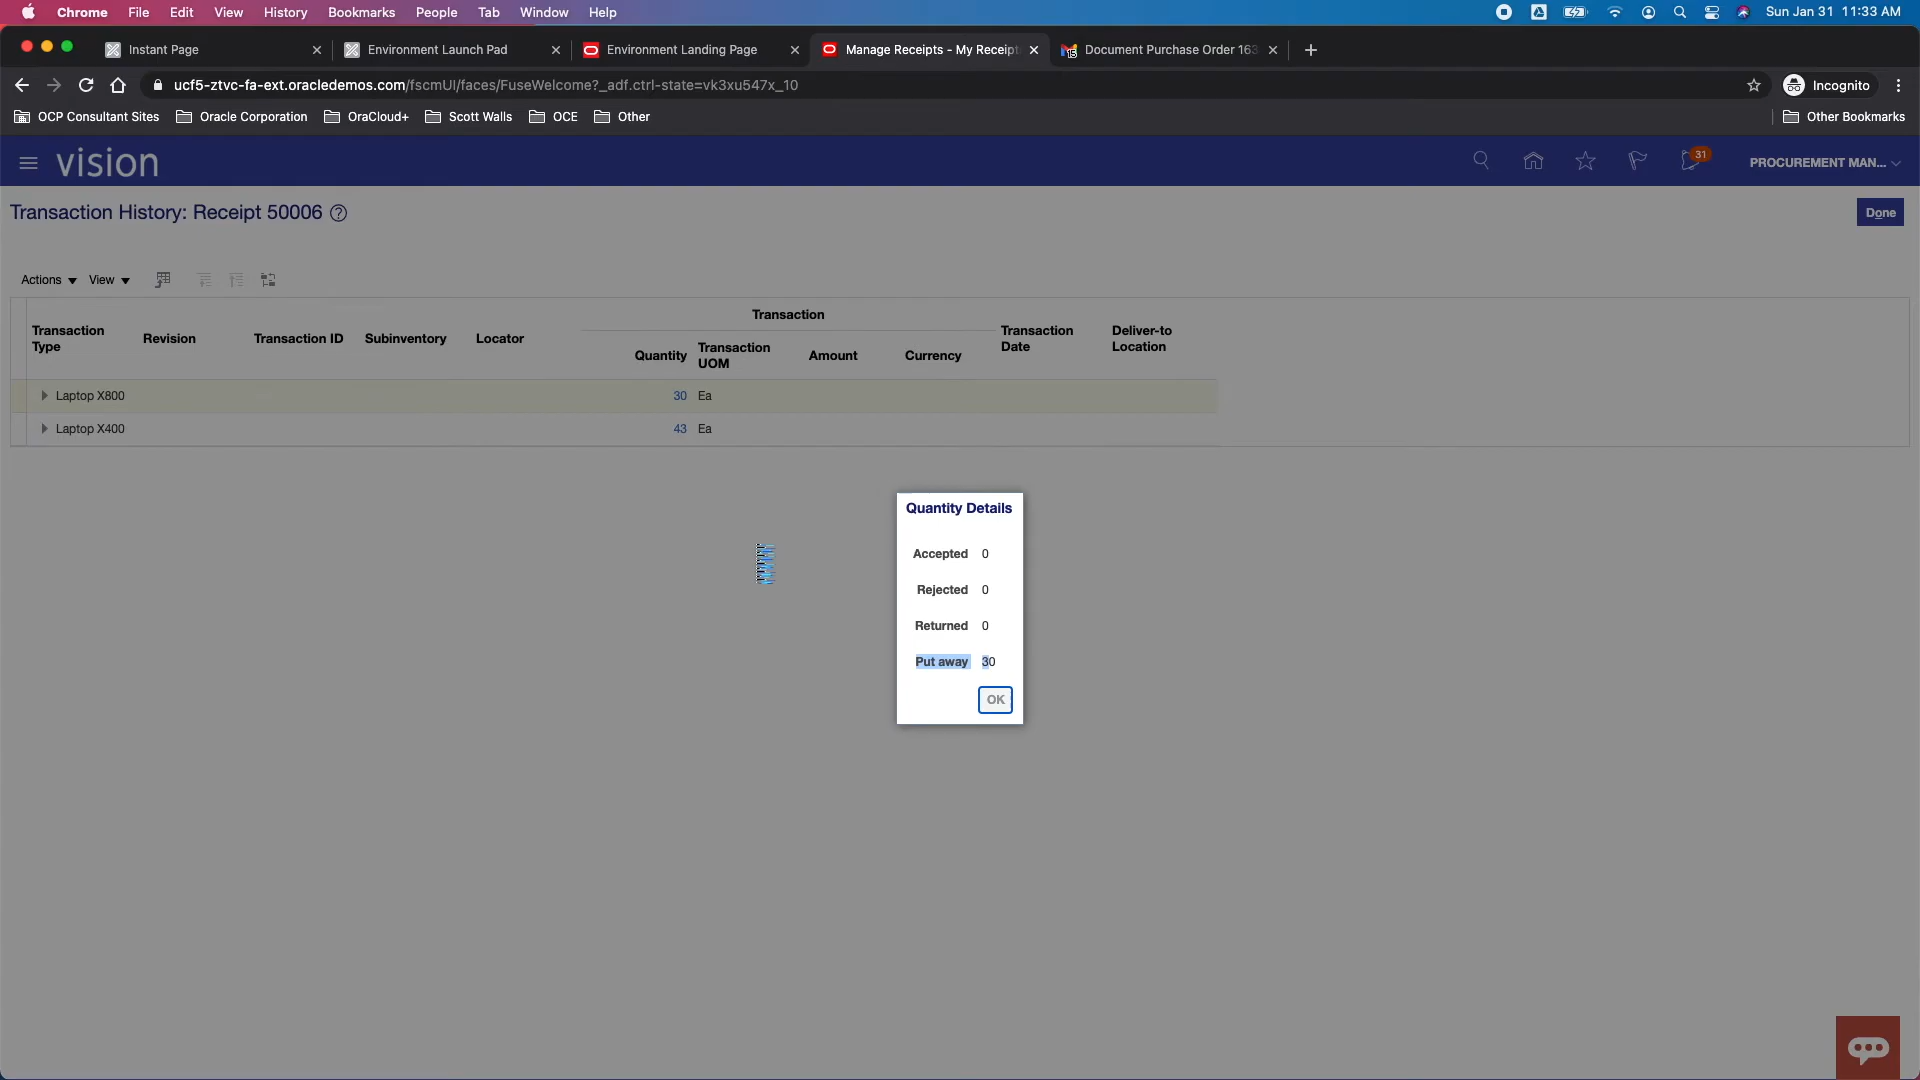 Chrome File Edit View History Bookmarks People Tab Window Help Sun Jan 31 11:33 AM
Instant Page Environment Launch Pad Environment Landing Page Manage Receipts - My Receipt 15 Document Purchase Order 163
ucf5-ztvc-fa-ext.oracledemos.com/fscmUI/faces/FuseWelcome?_adf.ctrl-state=vk3xu547x_10 Incognito
OCP Consultant Sites Oracle Corporation OraCloud+ Scott Walls OCE Other Other Bookmarks
vision 31 PROCUREMENT MAN...
Transaction History: Receipt 50006 ? Done
Actions View
Transaction
Transaction Type Revision Transaction ID Subinventory Locator Quantity Transaction UOM Amount Currency Transaction Date Deliver-to Location
Laptop X800 30 Ea
Laptop X400 43 Ea
Quantity Details
Accepted 0
Rejected 0
Returned 0
Put away 30
OK